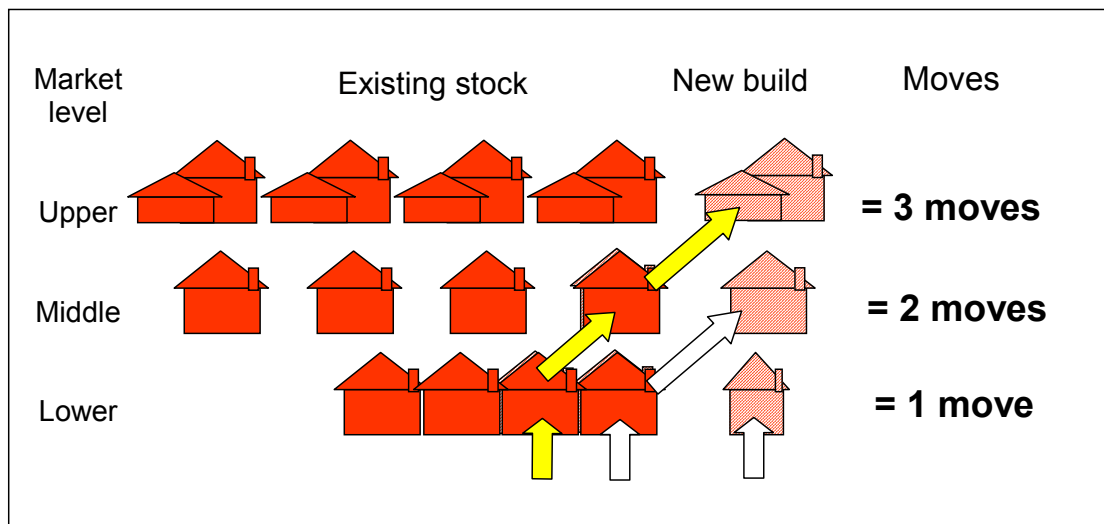 Market
level
Existing stock
New build
Moves
Upper
= 3 moves
Middle
= 2 moves
Lower
= 1 move